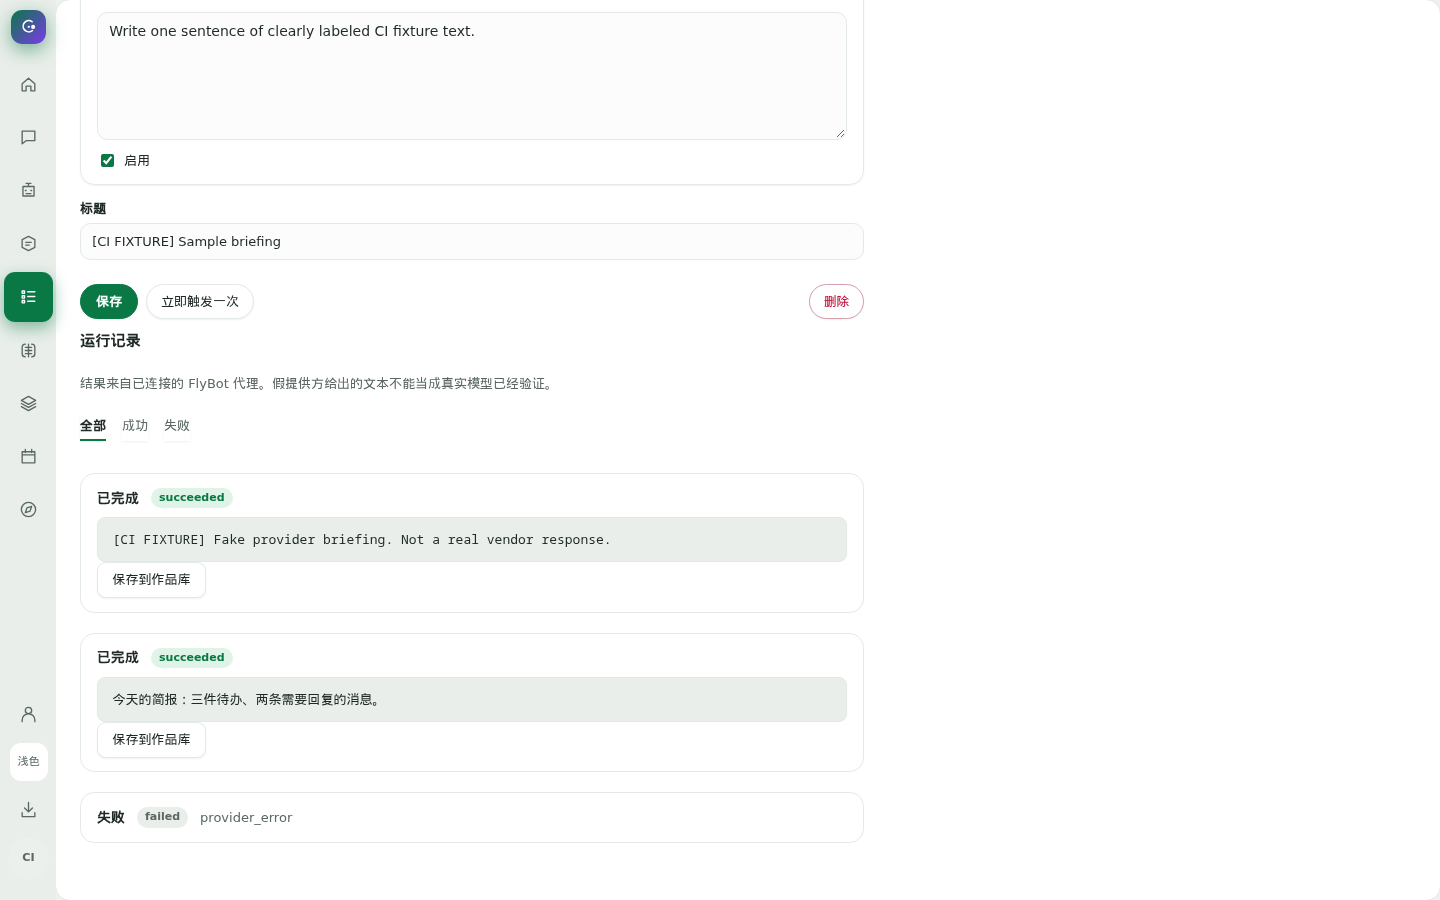 Write one sentence of clearly labeled CI fixture text.
启用
标题
[CI FIXTURE] Sample briefing
保存
立即触发一次
删除
运行记录
结果来自已连接的 FlyBot 代理。假提供方给出的文本不能当成真实模型已经验证。
全部 成功 失败
已完成 succeeded
[CI FIXTURE] Fake provider briefing. Not a real vendor response.
保存到作品库
已完成 succeeded
今天的简报：三件待办、两条需要回复的消息。
保存到作品库
失败 failed provider_error
浅色
CI